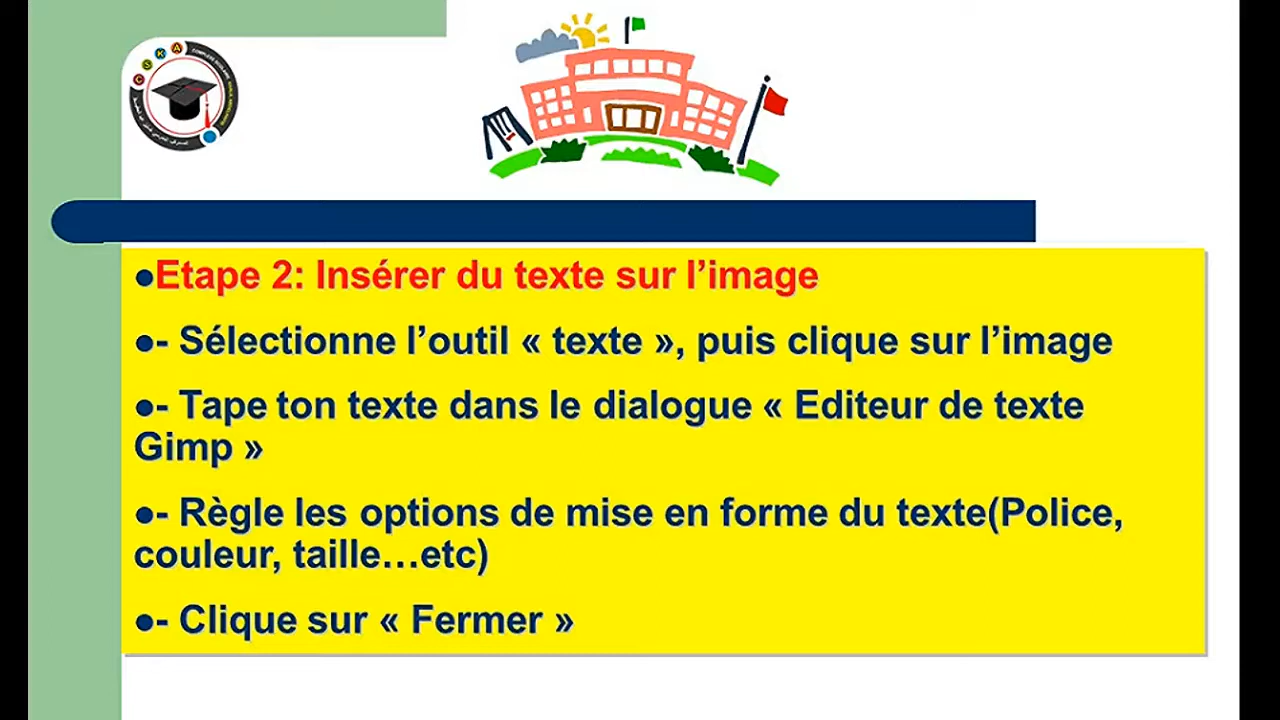 C S K A
COMPLEXE SCOLAIRE
●Etape 2: Insérer du texte sur l’image
●- Sélectionne l’outil « texte », puis clique sur l’image
●- Tape ton texte dans le dialogue « Editeur de texte
Gimp »
●- Règle les options de mise en forme du texte(Police,
couleur, taille…etc)
●- Clique sur « Fermer »